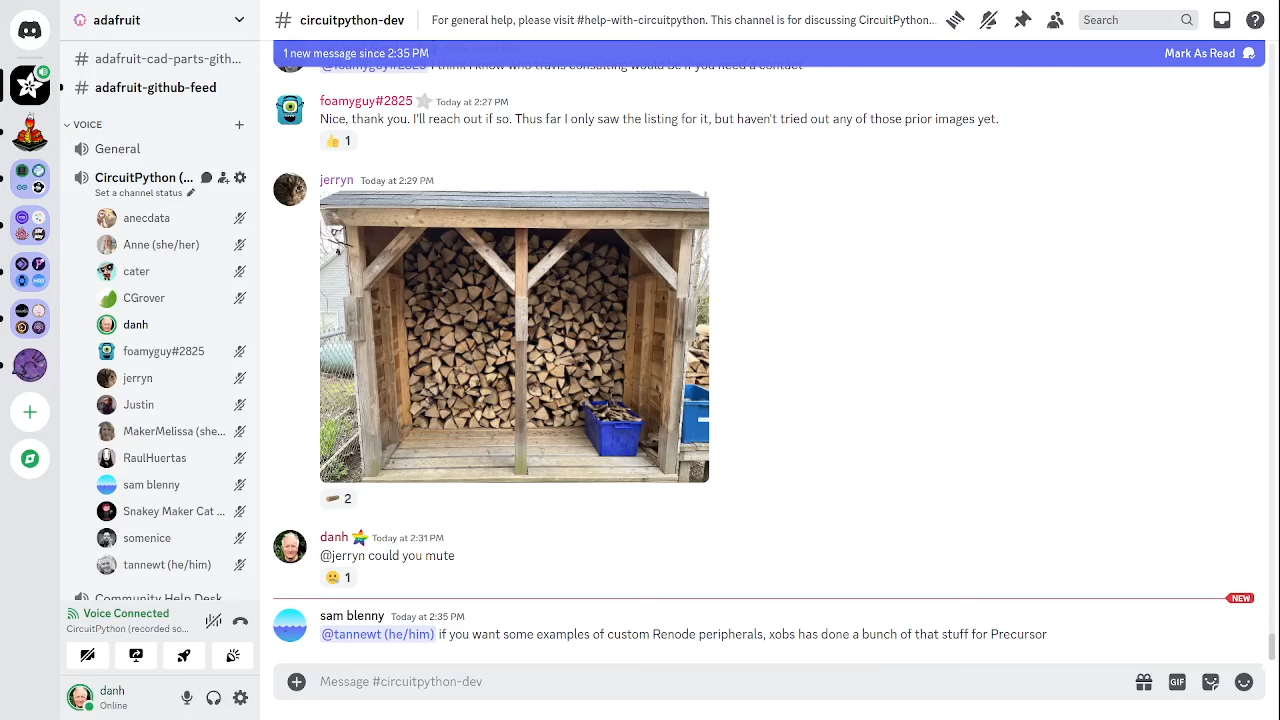 adafruit
# circuitpython-dev
For general help, please visit #help-with-circuitpython. This channel is for discussing CircuitPython...
Search
# adafruit-cad-parts-gith...
# adafruit-github-feed
VOICE
General
CircuitPython (...
Set a channel status
anecdata
Anne (she/her)
cater
CGrover
danh
foamyguy#2825
jerryn
Justin
MakerMelissa (she...
RaulHuertas
sam blenny
Snakey Maker Cat ...
somenice
tannewt (he/him)
Community Help Desk
Voice Connected
CircuitPython (recorded so...
danh
Online
1 new message since 2:35 PM
Mark As Read
@foamyguy#2825 I think I know who travis consulting would be if you need a contact
foamyguy#2825 Today at 2:27 PM
Nice, thank you. I'll reach out if so. Thus far I only saw the listing for it, but haven't tried out any of those prior images yet.
1
jerryn Today at 2:29 PM
2
danh Today at 2:31 PM
@jerryn could you mute
1
NEW
sam blenny Today at 2:35 PM
@tannewt (he/him) if you want some examples of custom Renode peripherals, xobs has done a bunch of that stuff for Precursor
Message #circuitpython-dev
GIF